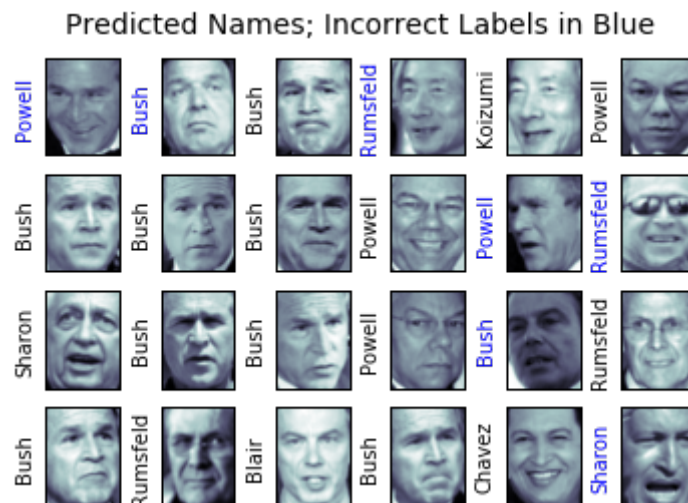 Predicted Names; Incorrect Labels in Blue
Powell Bush Bush Rumsfeld Koizumi Powell
Bush Bush Bush Powell Powell Rumsfeld
Sharon Bush Bush Powell Bush Rumsfeld
Bush Rumsfeld Blair Bush Chavez Sharon